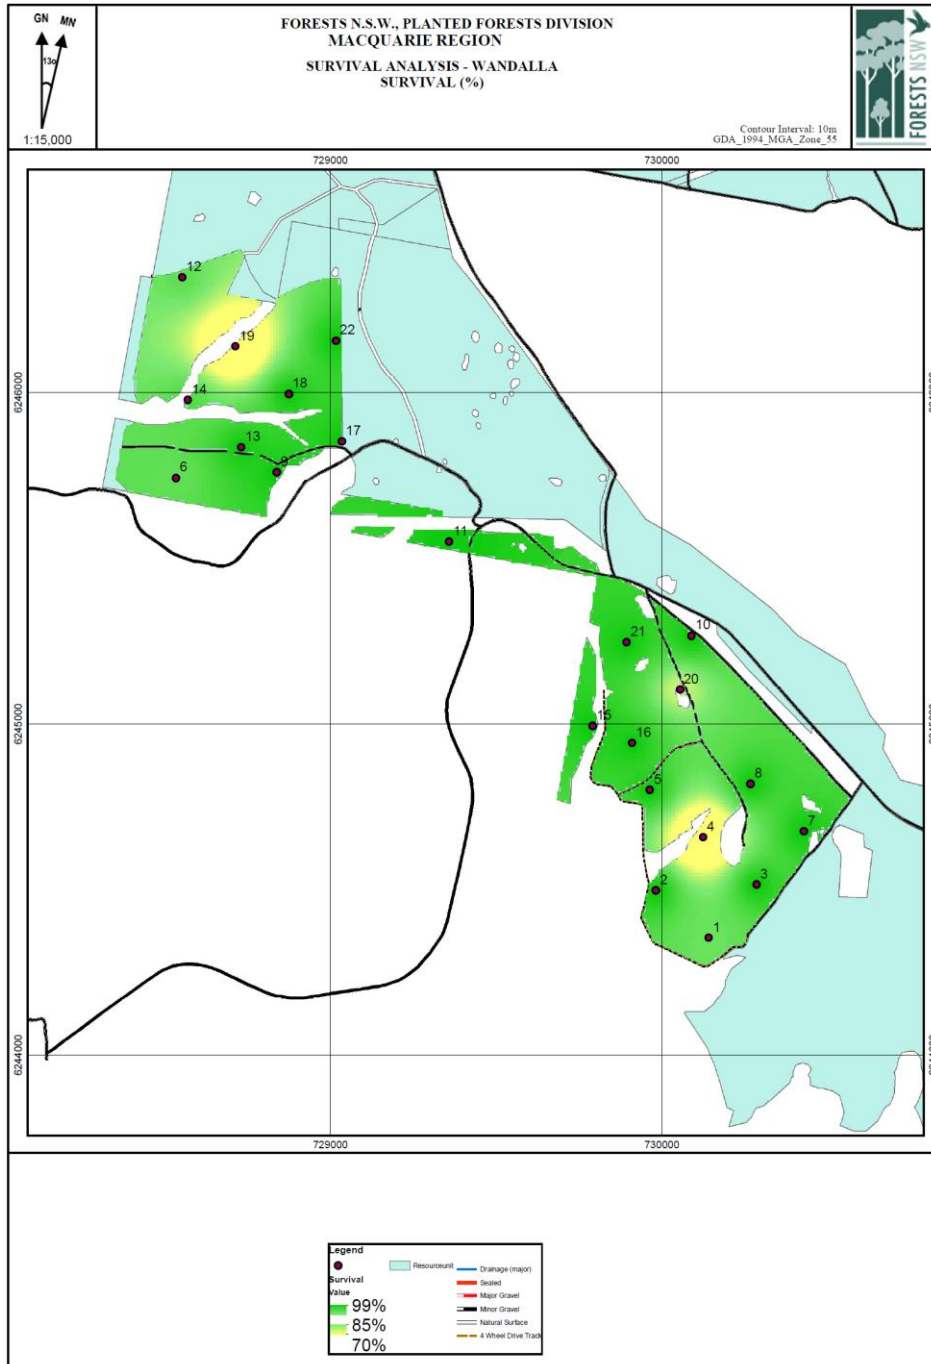 GN MN
13o
1:15,000
FORESTS N.S.W., PLANTED FORESTS DIVISION
MACQUARIE REGION
SURVIVAL ANALYSIS - WANDALLA
SURVIVAL (%)
Contour Interval: 10m
GDA_1994_MGA_Zone_55
FORESTS NSW
729000
730000
12
19
22
6246000
14
18
13
17
9
6
11
21
10
20
6245000
15
16
5
8
4
7
2
3
1
6244000
729000
730000
Legend
Survival
Value
99%
85%
70%
Resourceunit
Drainage (major)
Sealed
Major Gravel
Minor Gravel
Natural Surface
4 Wheel Drive Track